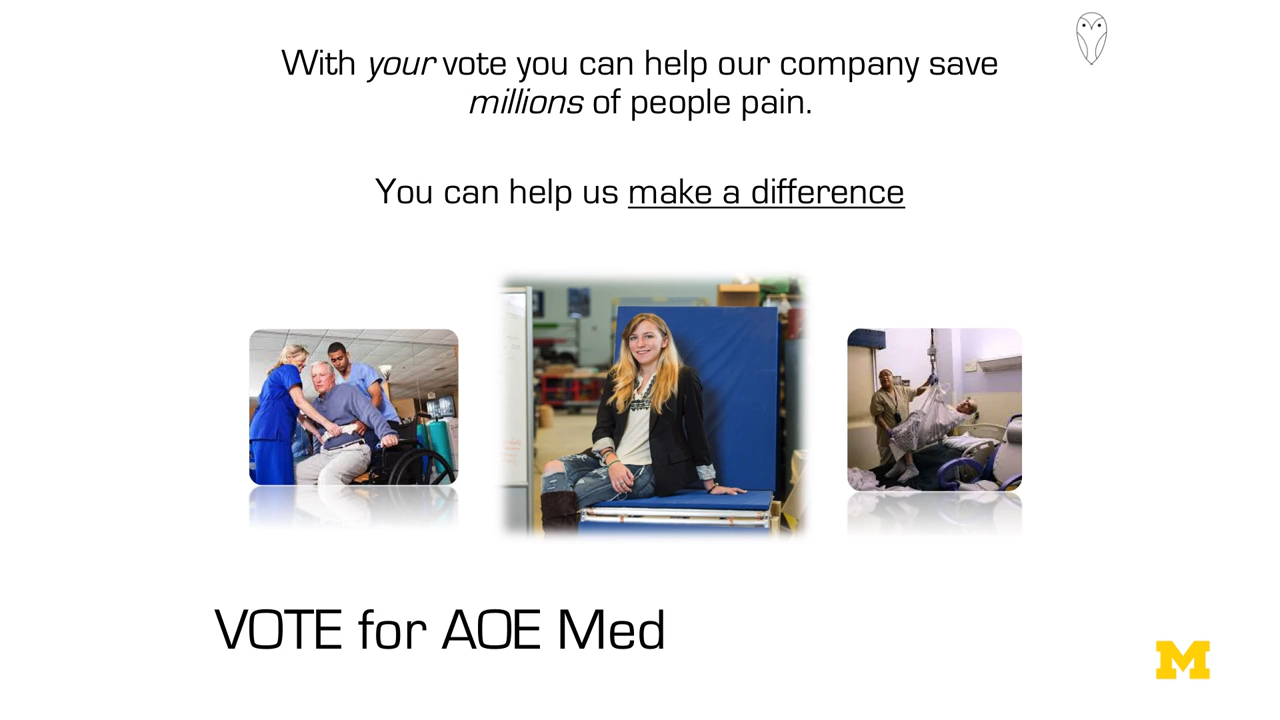 With your vote you can help our company save
millions of people pain.
You can help us make a difference
VOTE for AOE Med
M